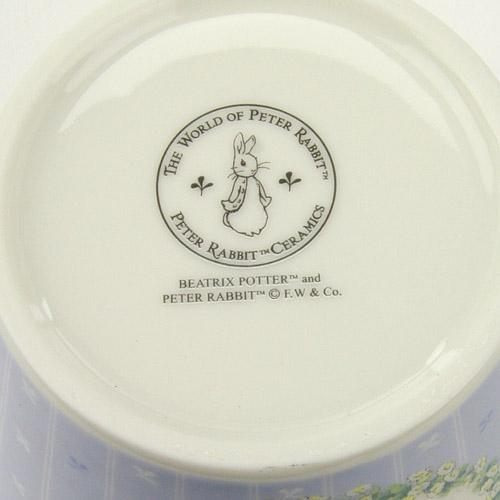 THE WORLD OF PETER RABBIT™
PETER RABBIT™ CERAMICS
BEATRIX POTTER™ and
PETER RABBIT™ © F.W & Co.